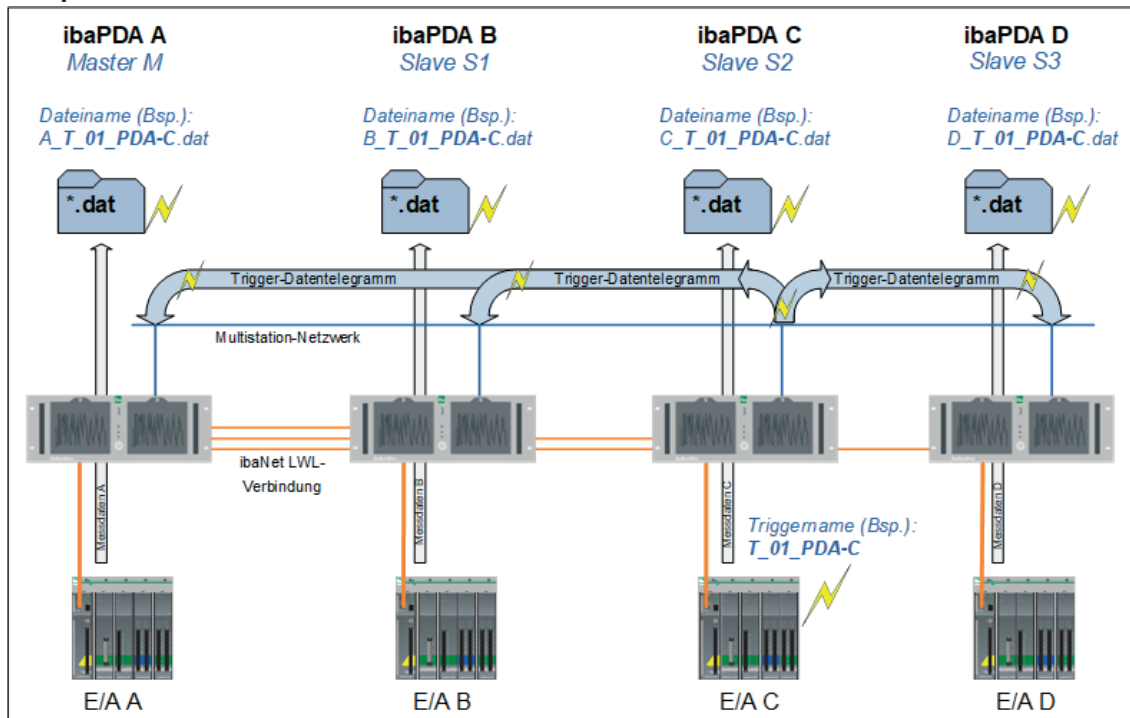 ibaPDA A
Master M
Dateiname (Bsp.):
A_T_01_PDA-C.dat
*.dat
ibaPDA B
Slave S1
Dateiname (Bsp.):
B_T_01_PDA-C.dat
*.dat
ibaPDA C
Slave S2
Dateiname (Bsp.):
C_T_01_PDA-C.dat
*.dat
ibaPDA D
Slave S3
Dateiname (Bsp.):
D_T_01_PDA-C.dat
*.dat
Trigger-Datentelegramm
Trigger-Datentelegramm
Trigger-Datentelegramm
Multistation-Netzwerk
ibaNet LWL-
Verbindung
Messdaten A
Messdaten B
Messdaten C
Messdaten D
Triggername (Bsp.):
T_01_PDA-C
E/A A
E/A B
E/A C
E/A D